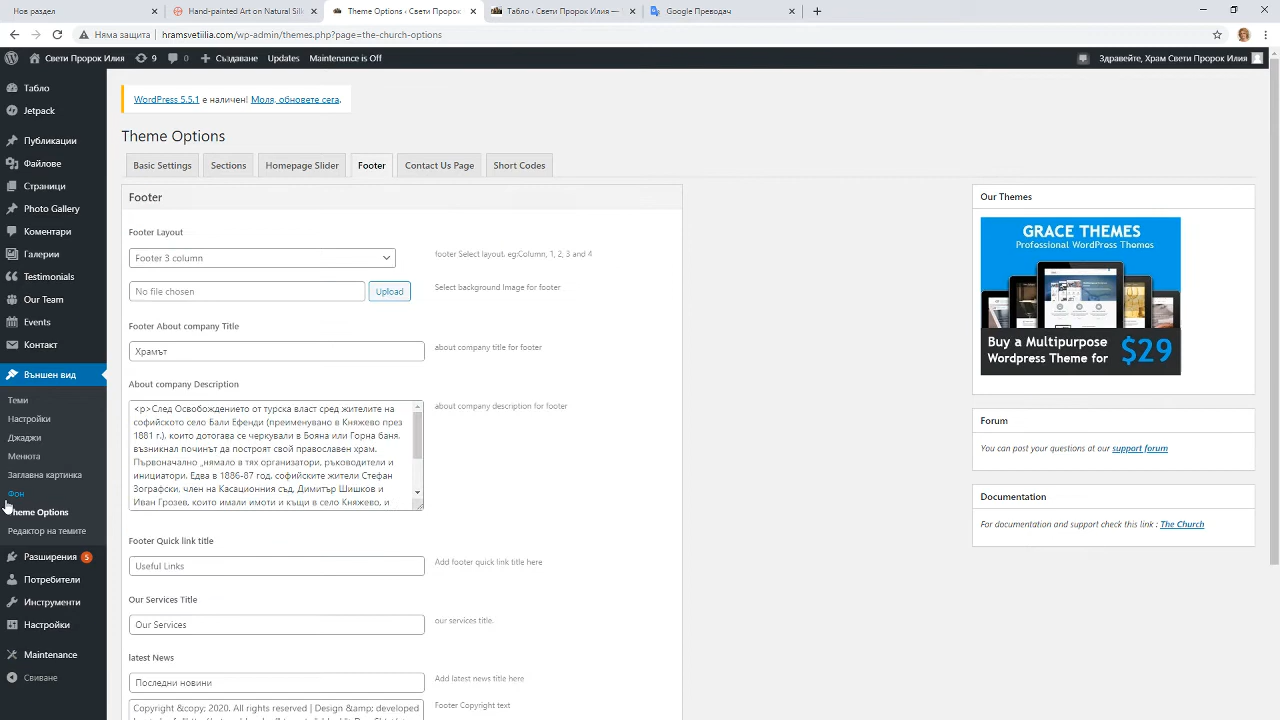 Нов раздел
Hand-painted Art on Natural Silk
Theme Options ‹ Свети Пророк
Табло ‹ Свети Пророк Илия —
Google Преводач
Няма защита
hramsvetiilia.com/wp-admin/themes.php?page=the-church-options
Свети Пророк Илия
9
0
Създаване
Updates
Maintenance is Off
Здравейте, Храм Свети Пророк Илия
Табло
Jetpack
Публикации
Файлове
Страници
Photo Gallery
Коментари
Галерии
Testimonials
Our Team
Events
Контакт
Външен вид
Теми
Настройки
Джаджи
Менюта
Заглавна картинка
Фон
Theme Options
Редактор на темите
Разширения 5
Потребители
Инструменти
Настройки
Maintenance
Свиване
WordPress 5.5.1 е наличен! Моля, обновете сега.
Theme Options
Basic Settings
Sections
Homepage Slider
Footer
Contact Us Page
Short Codes
Footer
Footer Layout
Footer 3 column
footer Select layout, eg:Column, 1, 2, 3 and 4
No file chosen
Upload
Select background Image for footer
Footer About company Title
Храмът
about company title for footer
About company Description
<p>След Освобождението от турска власт сред жителите на
софийското село Бали Ефенди (преименувано в Княжево през
1881 г.), които дотогава се черкували в Бояна или Горна баня,
възникнал починът да построят свой православен храм.
Първоначално „нямало в тях организатори, ръководители и
инициатори. Едва в 1886-87 год, софийските жители Стефан
Зографски, член на Касационния съд, Димитър Шишков и
Иван Грозев, които имали имоти и къщи в село Княжево, и
about company description for footer
Footer Quick link title
Useful Links
Add footer quick link title here
Our Services Title
Our Services
our services title.
latest News
Последни новини
Add latest news title here
Copyright &copy; 2020. All rights reserved | Design &amp; developed
Footer Copyright text
Our Themes
GRACE THEMES
Professional WordPress Themes
Buy a Multipurpose
Wordpress Theme for
$29
Forum
You can post your questions at our support forum
Documentation
For documentation and support check this link : The Church